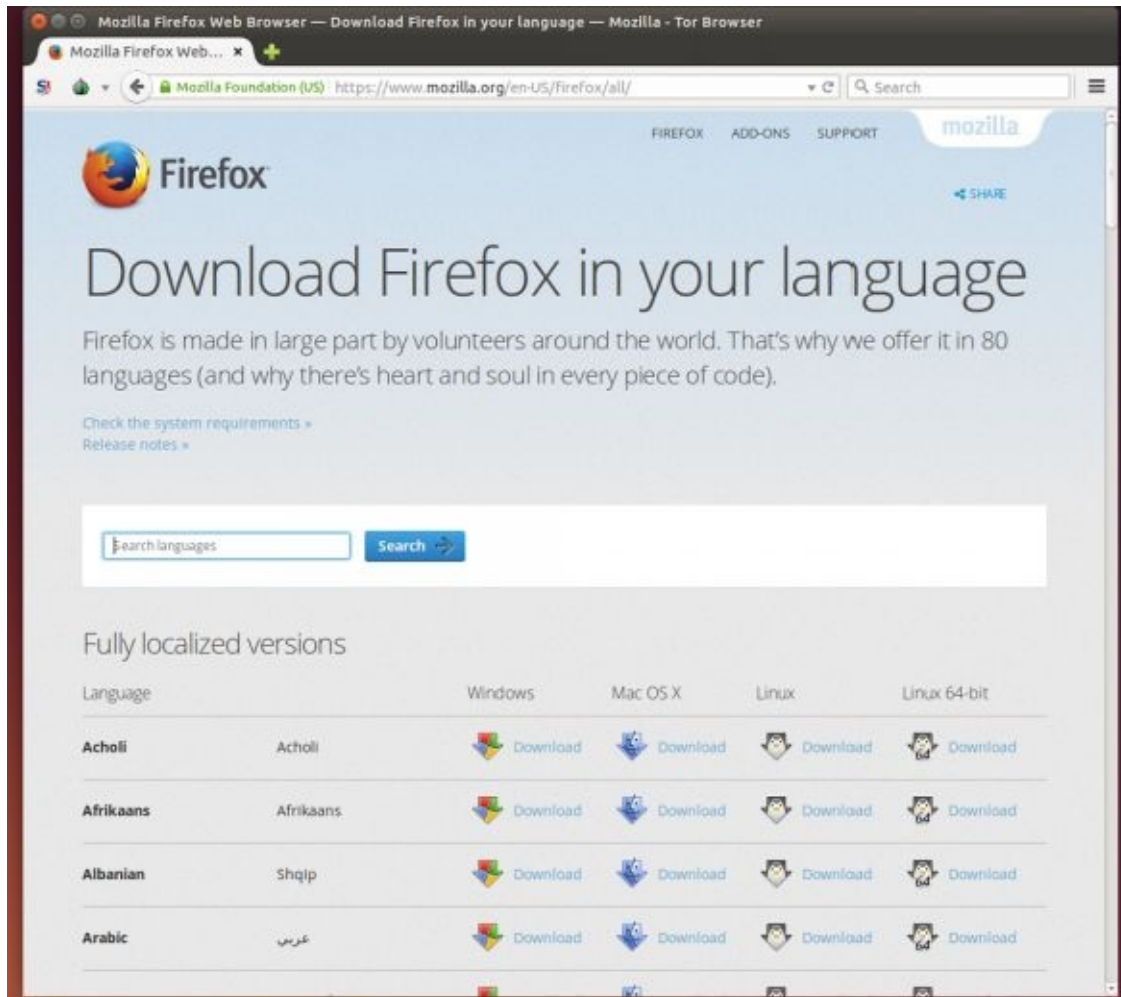 Mozilla Firefox Web Browser — Download Firefox in your language — Mozilla - Tor Browser
Mozilla Firefox Web...
Mozilla Foundation (US) https://www.mozilla.org/en-US/firefox/all/ Search
FIREFOX ADD-ONS SUPPORT mozilla
Firefox
SHARE
Download Firefox in your language
Firefox is made in large part by volunteers around the world. That's why we offer it in 80
languages (and why there's heart and soul in every piece of code).
Check the system requirements »
Release notes »
Search languages Search
Fully localized versions
Language Windows Mac OS X Linux Linux 64-bit
Acholi Acholi Download Download Download 64 Download
Afrikaans Afrikaans Download Download Download 64 Download
Albanian Shqip Download Download Download 64 Download
Arabic عربي Download Download Download 64 Download